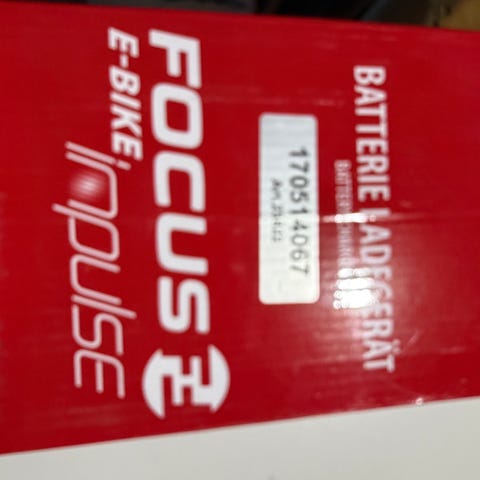 BATTERIE LADEGERÄT
170514067
FOCUS
E-BIKE
impulse